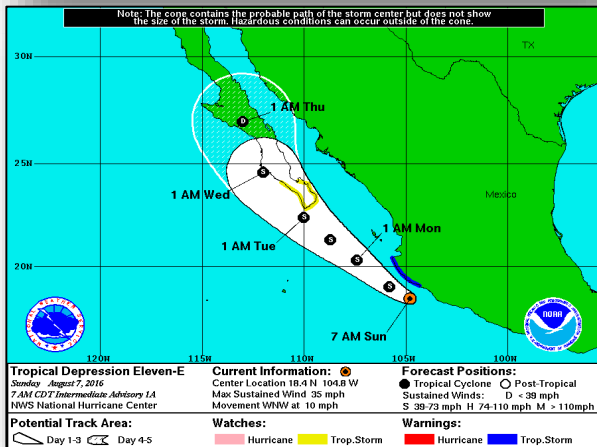 Note: The cone contains the probable path of the storm center but does not show
the size of the storm. Hazardous conditions can occur outside of the cone.
30N
TX
1 AM Thu
D
25N
S
1 AM Wed
Mexico
S
1 AM Tue
S
1 AM Mon
S
20N
S
7 AM Sun
NOAA
120W
115W
110W
105W
100W
Tropical Depression Eleven-E
Sunday August 7, 2016
7 AM CDT Intermediate Advisory 1A
NWS National Hurricane Center
Current Information:
Center Location 18.4 N 104.8 W
Max Sustained Wind 35 mph
Movement WNW at 10 mph
Forecast Positions:
Tropical Cyclone Post-Tropical
Sustained Winds: D < 39 mph
S 39-73 mph H 74-110 mph M > 110mph
Potential Track Area:
Day 1-3 Day 4-5
Watches:
Hurricane Trop.Storm
Warnings:
Hurricane Trop.Storm